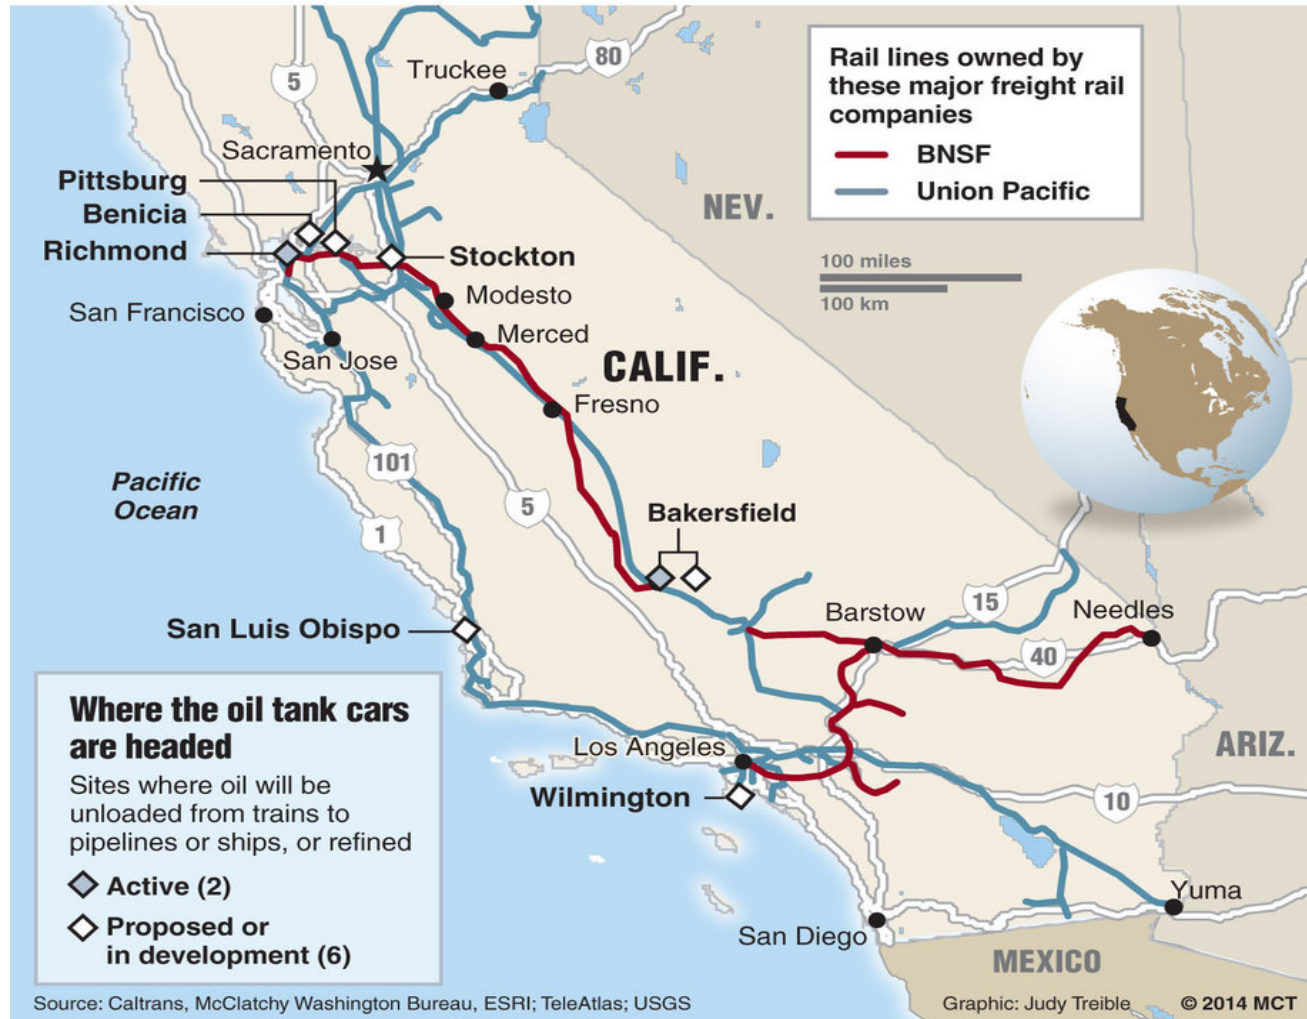 Rail lines owned by
these major freight rail
companies
BNSF
Union Pacific
80
5
Truckee
Sacramento
Pittsburg
Benicia
Richmond
NEV.
Stockton
100 miles
100 km
Modesto
San Francisco
Merced
San Jose
CALIF.
Fresno
101
Pacific
Ocean
5
1
Bakersfield
15
Barstow
Needles
San Luis Obispo
40
Where the oil tank cars
are headed
Sites where oil will be
unloaded from trains to
pipelines or ships, or refined
Active (2)
Proposed or
in development (6)
Los Angeles
ARIZ.
Wilmington
10
Yuma
San Diego
MEXICO
Source: Caltrans, McClatchy Washington Bureau, ESRI; TeleAtlas; USGS
Graphic: Judy Treible
© 2014 MCT